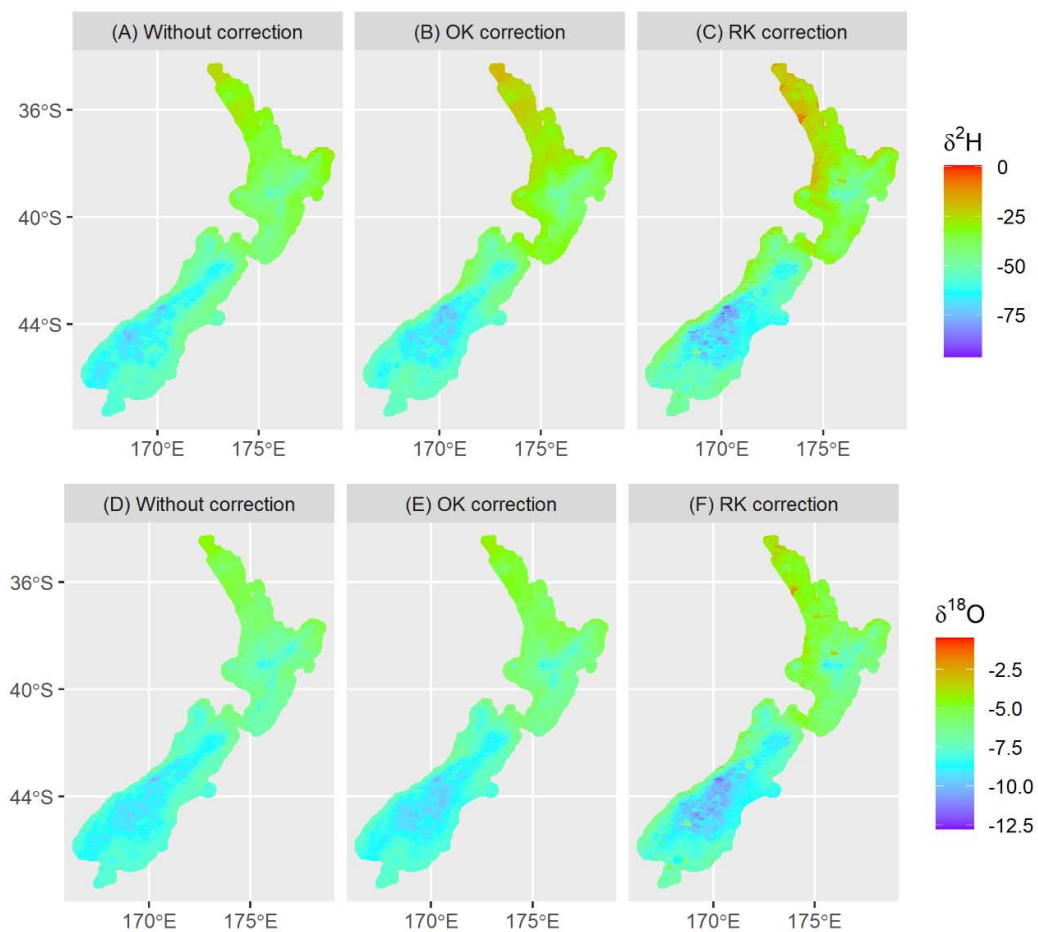 (A) Without correction
(B) OK correction
(C) RK correction
36°S
40°S
44°S
170°E
175°E
170°E
175°E
170°E
175°E
δ²H
0
-25
-50
-75
(D) Without correction
(E) OK correction
(F) RK correction
36°S
40°S
44°S
170°E
175°E
170°E
175°E
170°E
175°E
δ¹⁸O
-2.5
-5.0
-7.5
-10.0
-12.5